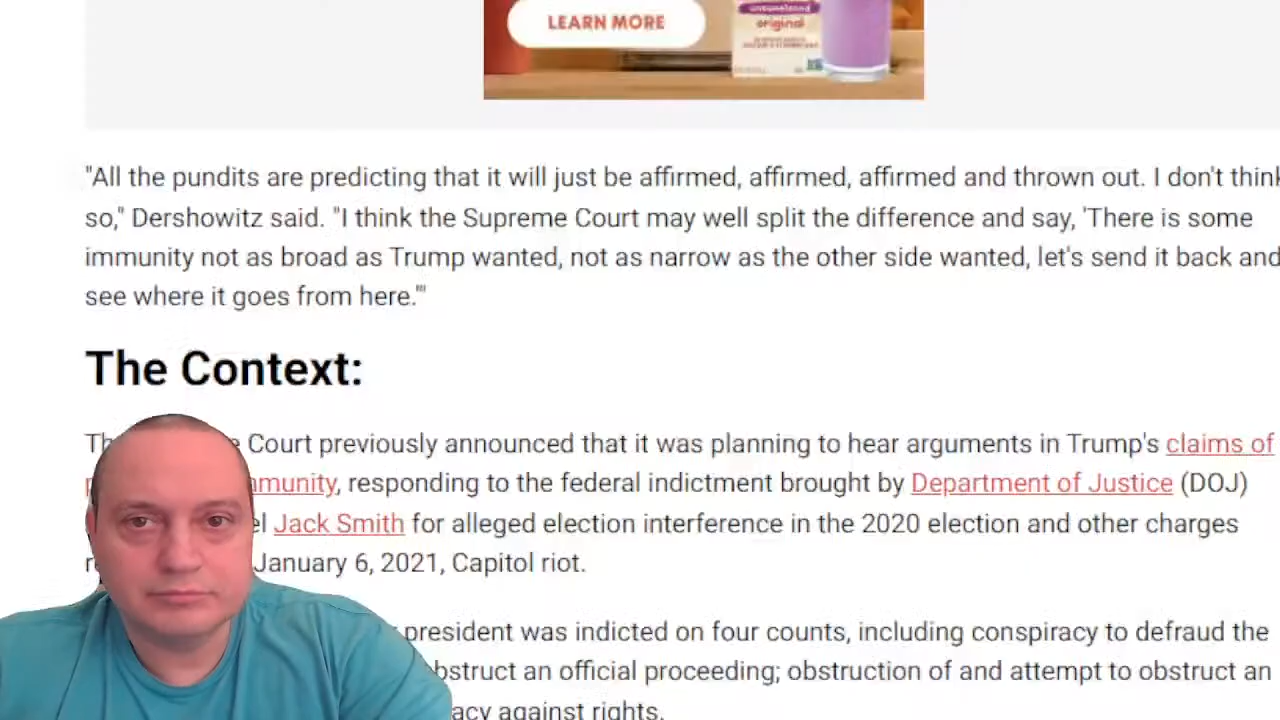 LEARN MORE
unsweetened
original
"All the pundits are predicting that it will just be affirmed, affirmed, affirmed and thrown out. I don't think
so," Dershowitz said. "I think the Supreme Court may well split the difference and say, 'There is some
immunity not as broad as Trump wanted, not as narrow as the other side wanted, let's send it back and
see where it goes from here.'"
The Context:
Court previously announced that it was planning to hear arguments in Trump's claims of
immunity, responding to the federal indictment brought by Department of Justice (DOJ)
Jack Smith for alleged election interference in the 2020 election and other charges
January 6, 2021, Capitol riot.
president was indicted on four counts, including conspiracy to defraud the
obstruct an official proceeding; obstruction of and attempt to obstruct an
against rights.